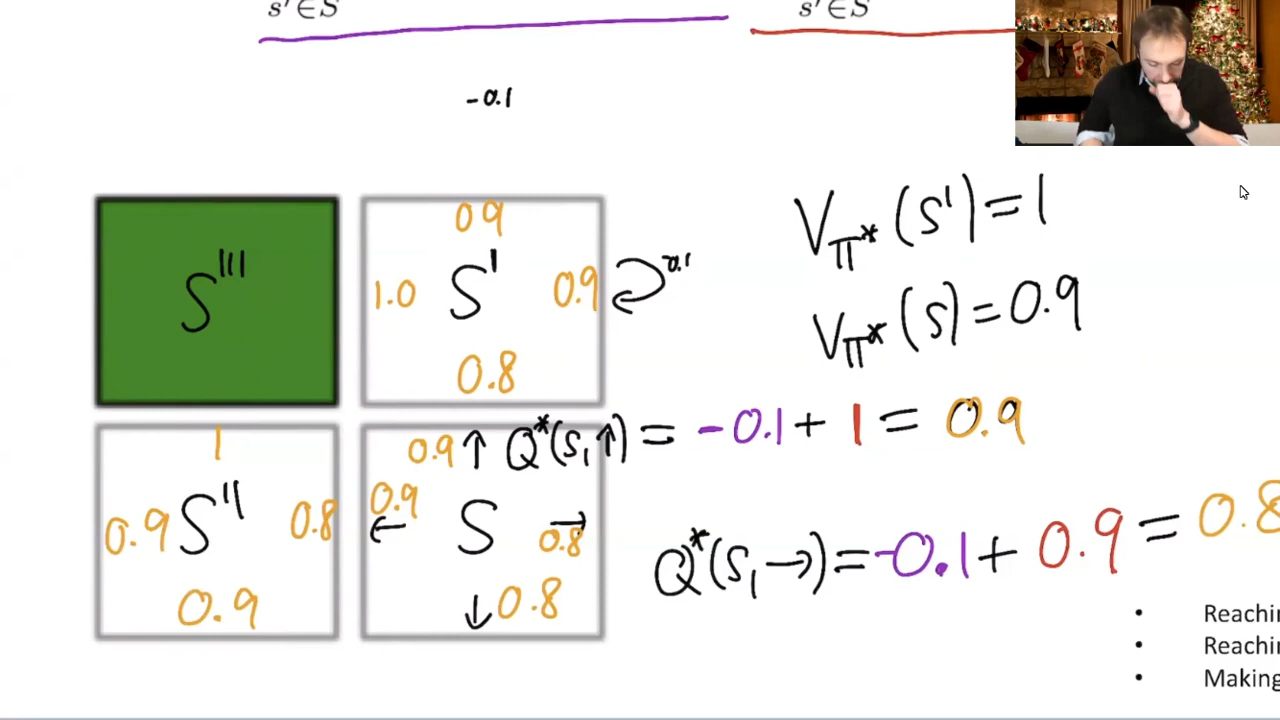 s'∈S s'∈S
-0.1
S''' 0.9 V_π*(S')=1
1.0 S' 0.9 -0.1
0.8 V_π*(S)=0.9
1 0.9 ↑ Q*(S,↑) = -0.1 + 1 = 0.9
0.9 S'' 0.8 0.9 ← S → 0.8
Q*(S,→) = -0.1 + 0.9 = 0.8
0.9 ↓ 0.8
• Reachin
• Reachin
• Making